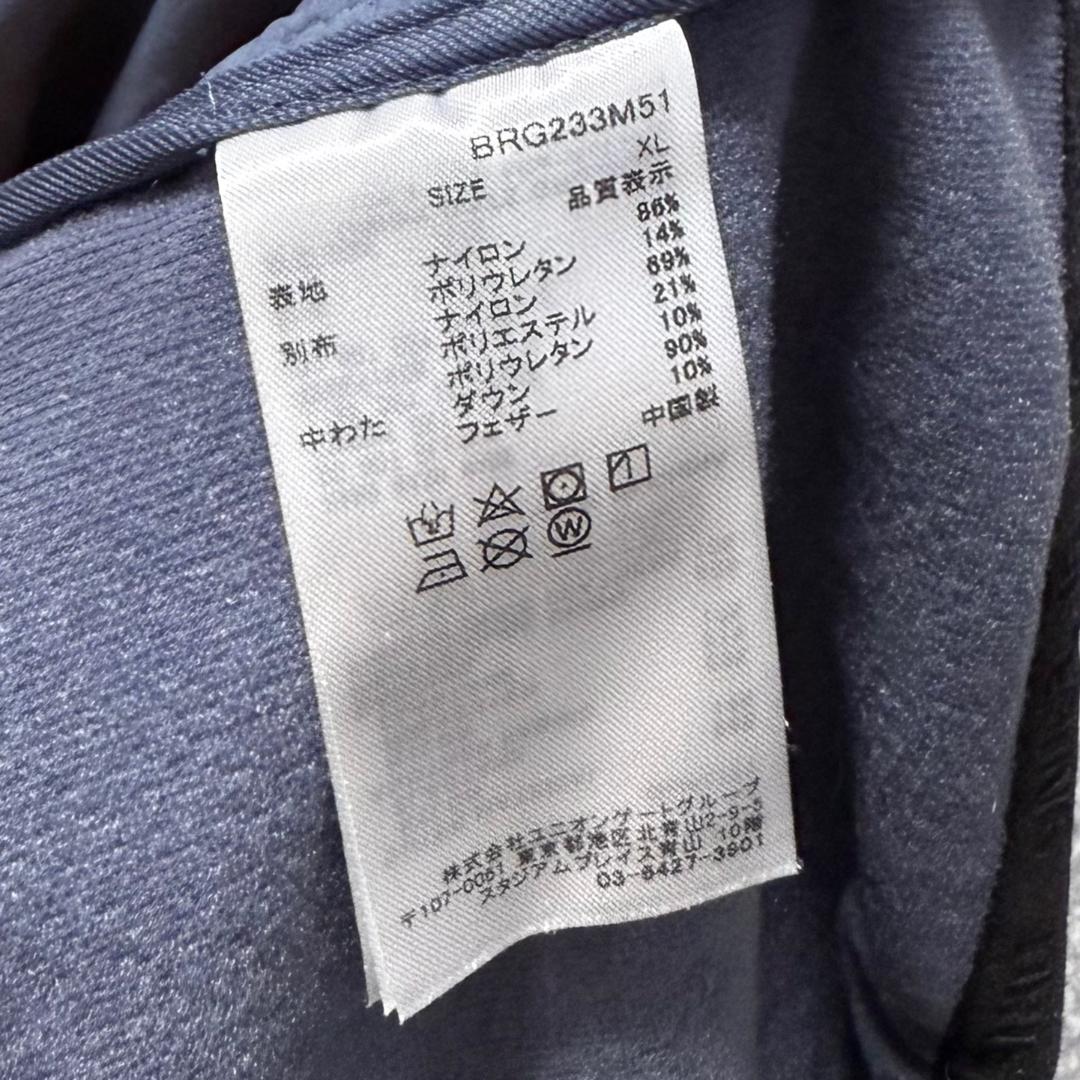 BRG233M51
SIZE XL
品質表示
表地 ナイロン 86%
ポリウレタン 14%
別布 ナイロン 69%
ポリエステル 21%
ポリウレタン 10%
中わた ダウン 90%
フェザー 10%
中国製
W
株式会社ユニオンゲートグループ
〒107-0061 東京都港区北青山2-9-5
スタジアムプレイス青山 10階
03-6427-3901